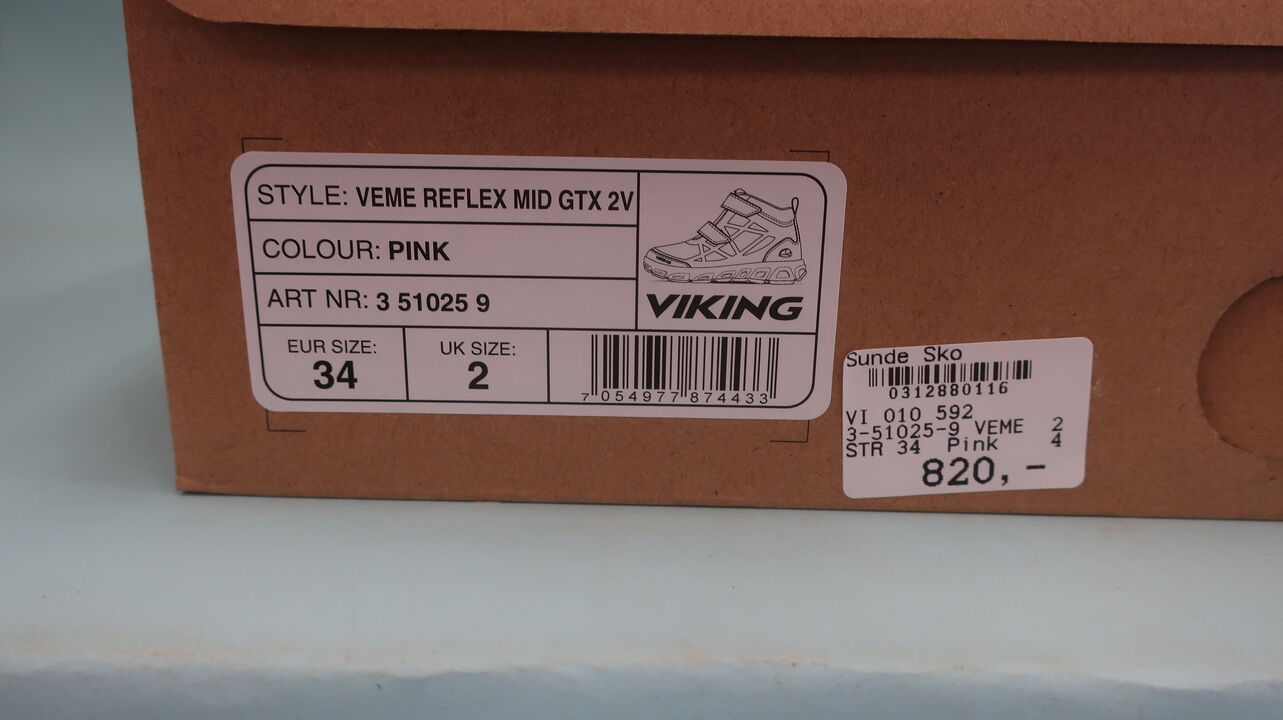 STYLE: VEME REFLEX MID GTX 2V
COLOUR: PINK
ART NR: 3 51025 9
VIKING
EUR SIZE:
34
UK SIZE:
2
7 054977 874433
Sunde Sko
0312880116
VI 010 592
3-51025-9 VEME 2
STR 34 Pink 4
820,-